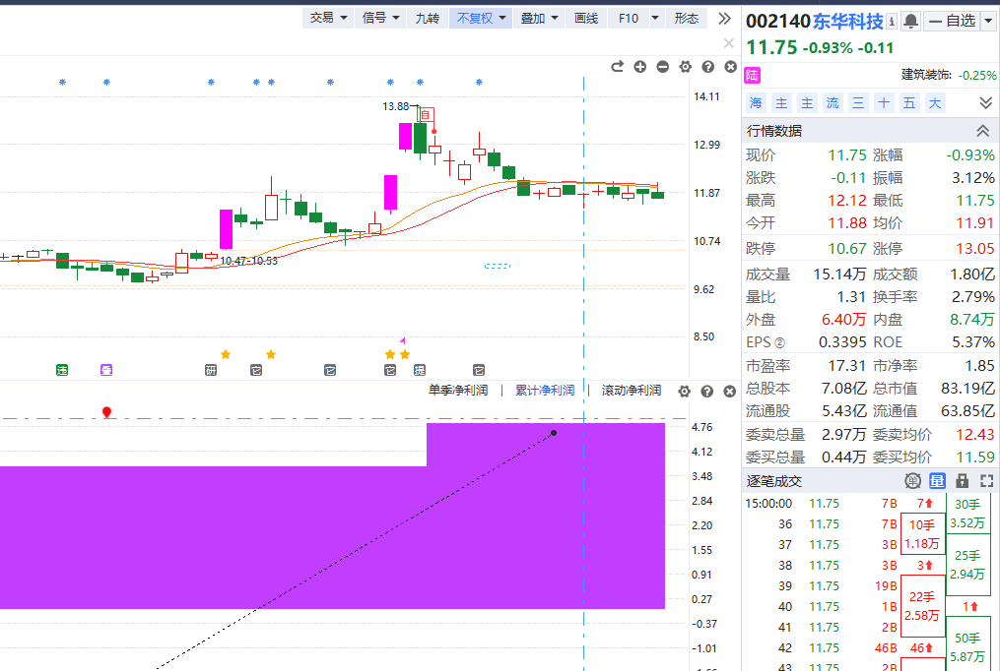 交易 信号 九转 不复权 叠加 画线 F10 形态
13.88
自
14.11
12.99
11.87
10.74
9.62
8.50
10.47-10.53
研
提
单季净利润 | 累计净利润 | 滚动净利润
4.76
4.12
3.48
2.84
2.20
1.55
0.91
0.27
-0.37
-1.01
002140 东华科技 自选
11.75 -0.93% -0.11
陆 建筑装饰: -0.25%
海 主 主 流 三 十 五 大
行情数据
现价 11.75 涨幅 -0.93%
涨跌 -0.11 振幅 3.12%
最高 12.12 最低 11.75
今开 11.88 均价 11.91
跌停 10.67 涨停 13.05
成交量 15.14万 成交额 1.80亿
量比 1.31 换手率 2.79%
外盘 6.40万 内盘 8.74万
EPS② 0.3395 ROE 5.37%
市盈率 17.31 市净率 1.85
总股本 7.08亿 总市值 83.19亿
流通股 5.43亿 流通值 63.85亿
委卖总量 2.97万 委卖均价 12.43
委买总量 0.44万 委买均价 11.59
逐笔成交 单 量
15:00:00 11.75 7B 7
36 11.75 7B
37 11.75 3B
38 11.75 3B 3
39 11.75 19B
40 11.75 1B
41 11.75 2B
42 11.75 46B 46
43 11.75 2B
10手
1.18万
22手
2.58万
30手
3.52万
25手
2.94万
1
50手
5.87万